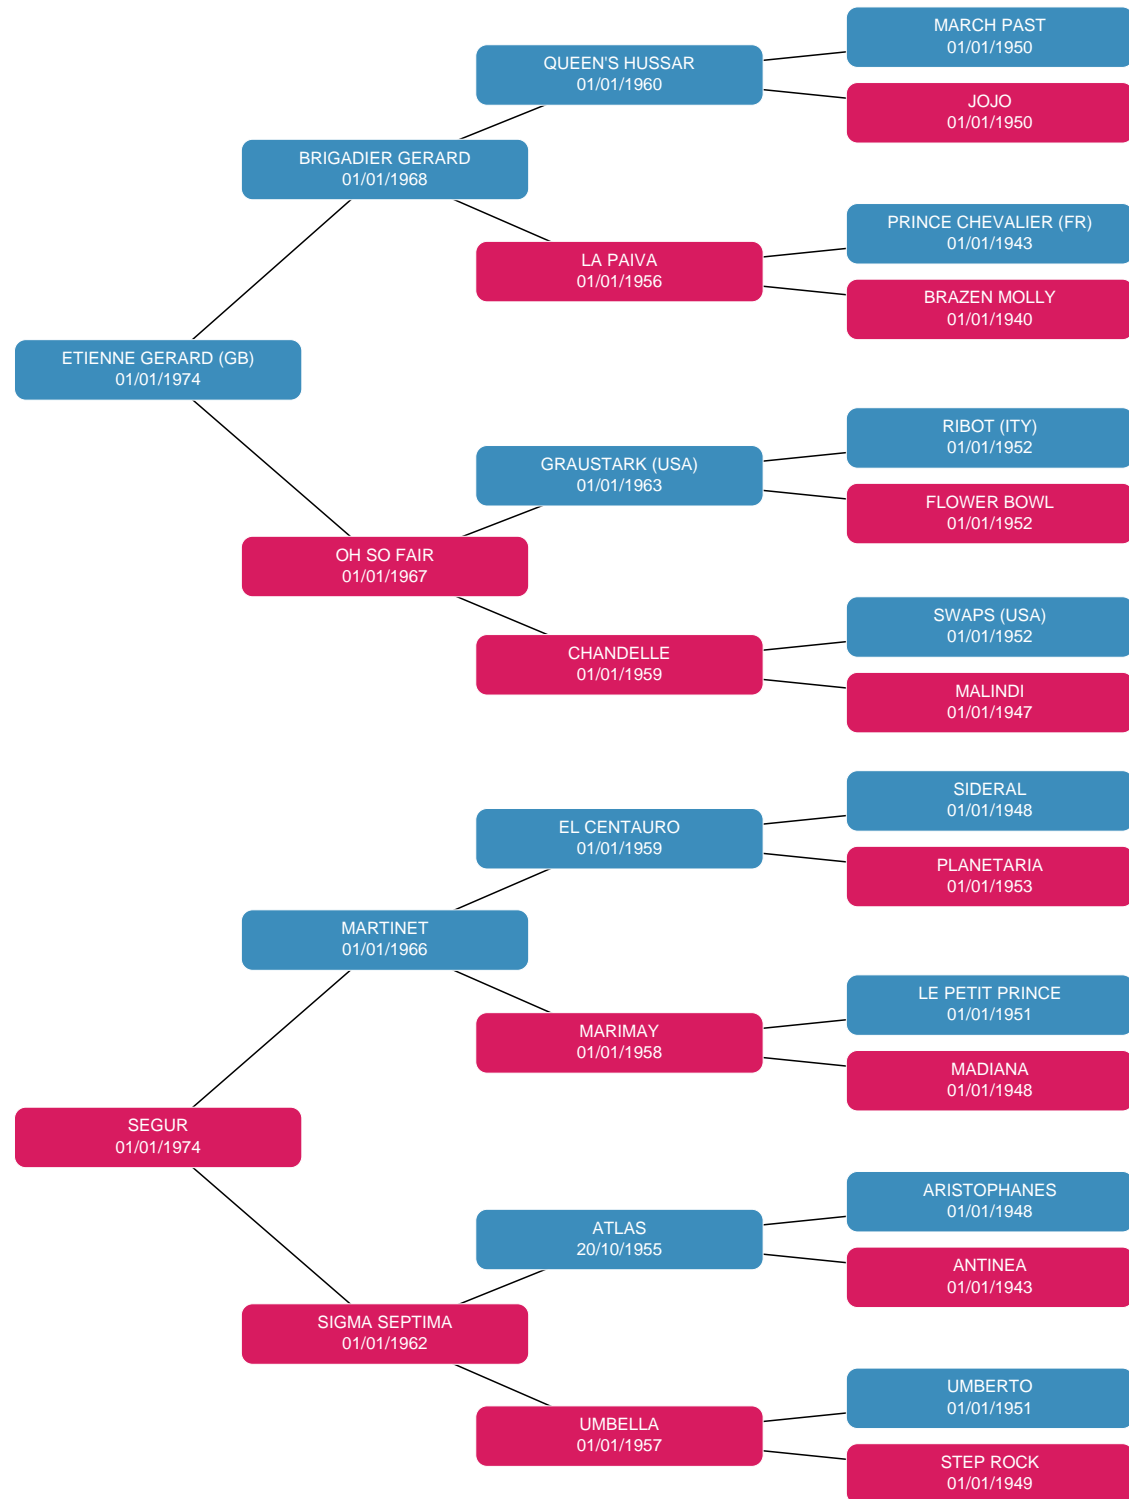 MARCH PAST
01/01/1950
QUEEN'S HUSSAR
01/01/1960
JOJO
01/01/1950
BRIGADIER GERARD
01/01/1968
PRINCE CHEVALIER (FR)
01/01/1943
LA PAIVA
01/01/1956
BRAZEN MOLLY
01/01/1940
ETIENNE GERARD (GB)
01/01/1974
RIBOT (ITY)
01/01/1952
GRAUSTARK (USA)
01/01/1963
FLOWER BOWL
01/01/1952
OH SO FAIR
01/01/1967
SWAPS (USA)
01/01/1952
CHANDELLE
01/01/1959
MALINDI
01/01/1947
SIDERAL
01/01/1948
EL CENTAURO
01/01/1959
PLANETARIA
01/01/1953
MARTINET
01/01/1966
LE PETIT PRINCE
01/01/1951
MARIMAY
01/01/1958
MADIANA
01/01/1948
SEGUR
01/01/1974
ARISTOPHANES
01/01/1948
ATLAS
20/10/1955
ANTINEA
01/01/1943
SIGMA SEPTIMA
01/01/1962
UMBERTO
01/01/1951
UMBELLA
01/01/1957
STEP ROCK
01/01/1949